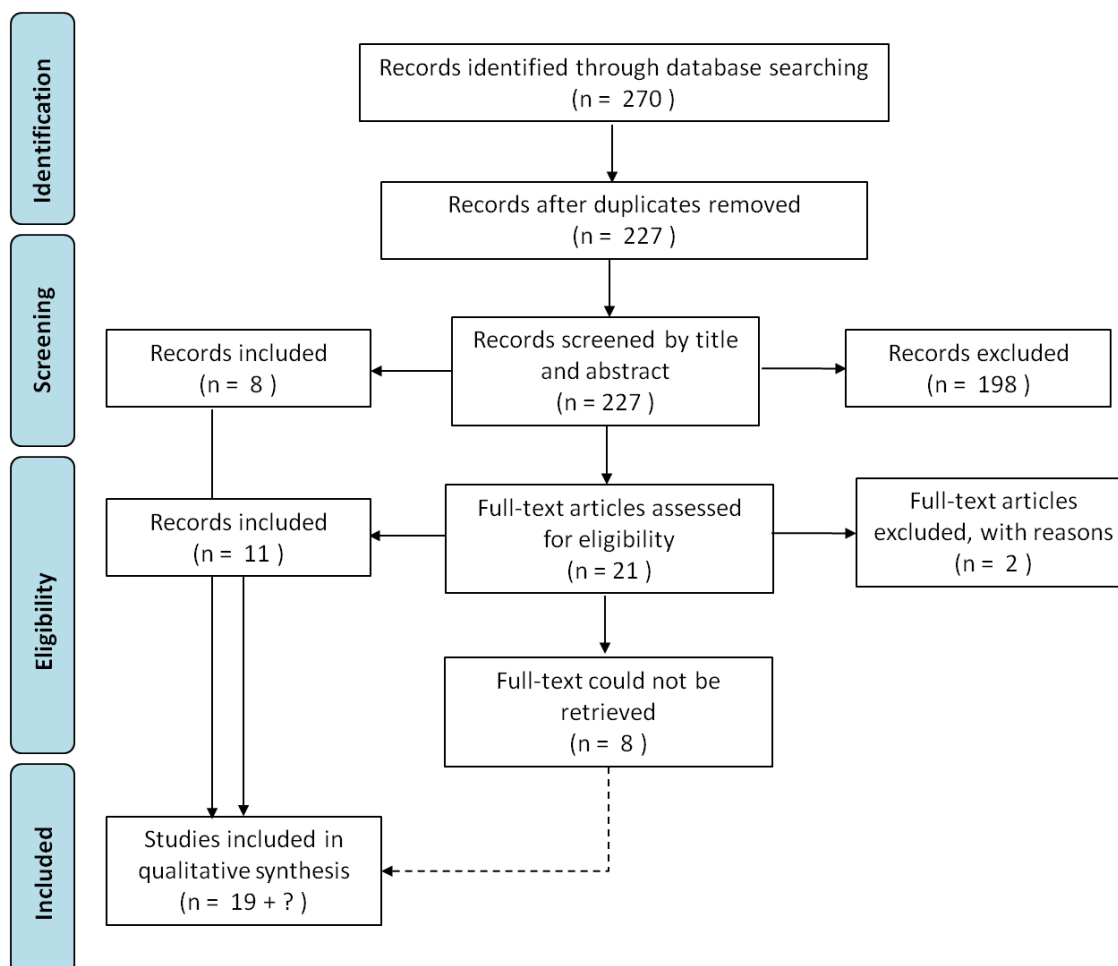 Identification
Records identified through database searching
(n = 270 )
Records after duplicates removed
(n = 227 )
Screening
Records included
(n = 8 )
Records screened by title
and abstract
(n = 227 )
Records excluded
(n = 198 )
Eligibility
Records included
(n = 11 )
Full-text articles assessed
for eligibility
(n = 21 )
Full-text articles
excluded, with reasons
(n = 2 )
Full-text could not be
retrieved
(n = 8 )
Included
Studies included in
qualitative synthesis
(n = 19 + ? )